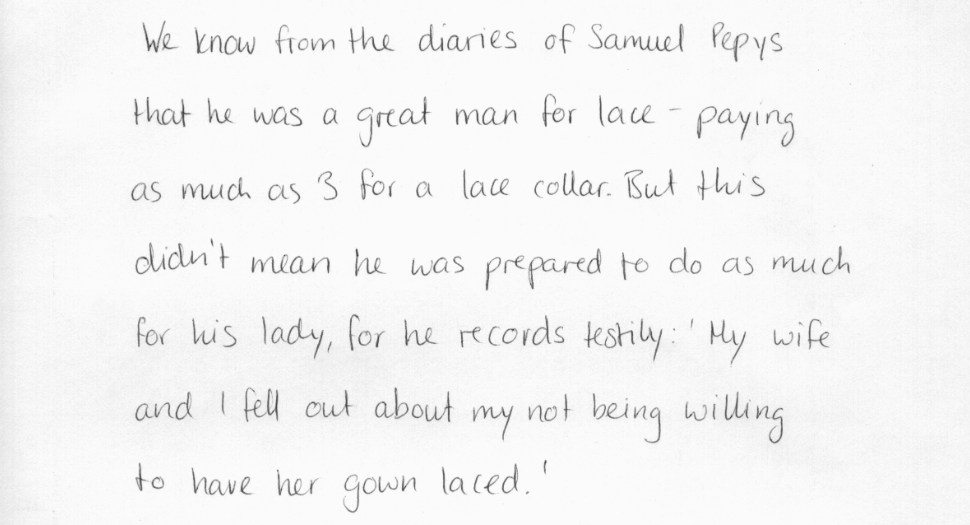 We know from the diaries of Samuel Pepys
that he was a great man for lace - paying
as much as 3 for a lace collar. But this
didn't mean he was prepared to do as much
for his lady, for he records testily: 'My wife
and I fell out about my not being willing
to have her gown laced.'